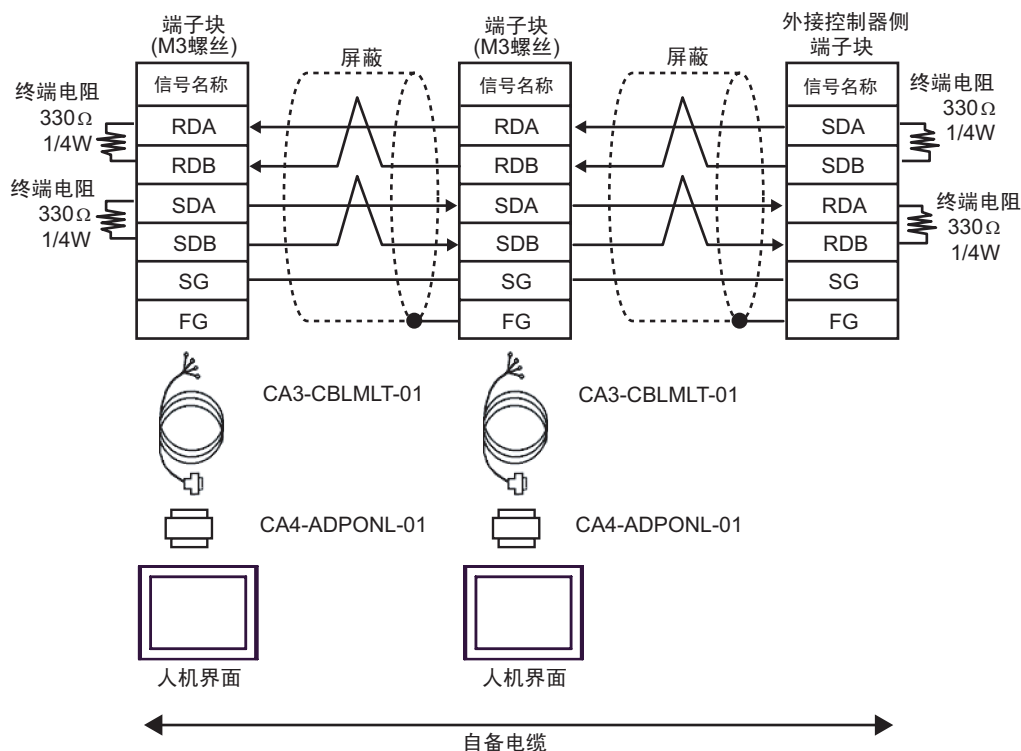 端子块
(M3螺丝)
屏蔽
端子块
(M3螺丝)
屏蔽
外接控制器侧
端子块
信号名称
信号名称
信号名称
终端电阻
330Ω
1/4W
RDA
RDA
SDA
终端电阻
330Ω
1/4W
RDB
RDB
SDB
终端电阻
330Ω
1/4W
SDA
SDA
RDA
终端电阻
330Ω
1/4W
SDB
SDB
RDB
SG
SG
SG
FG
FG
FG
CA3-CBLMLT-01
CA3-CBLMLT-01
CA4-ADPONL-01
CA4-ADPONL-01
人机界面
人机界面
自备电缆